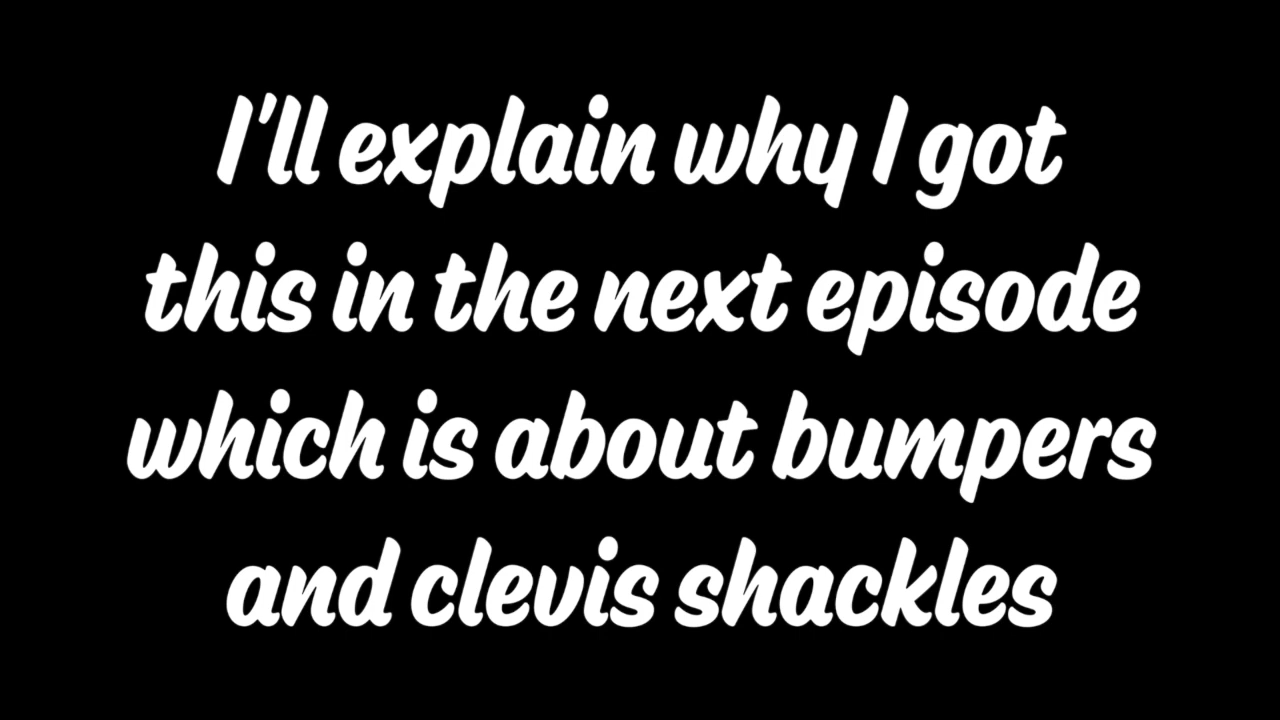 I'll explain why I got
this in the next episode
which is about bumpers
and clevis shackles